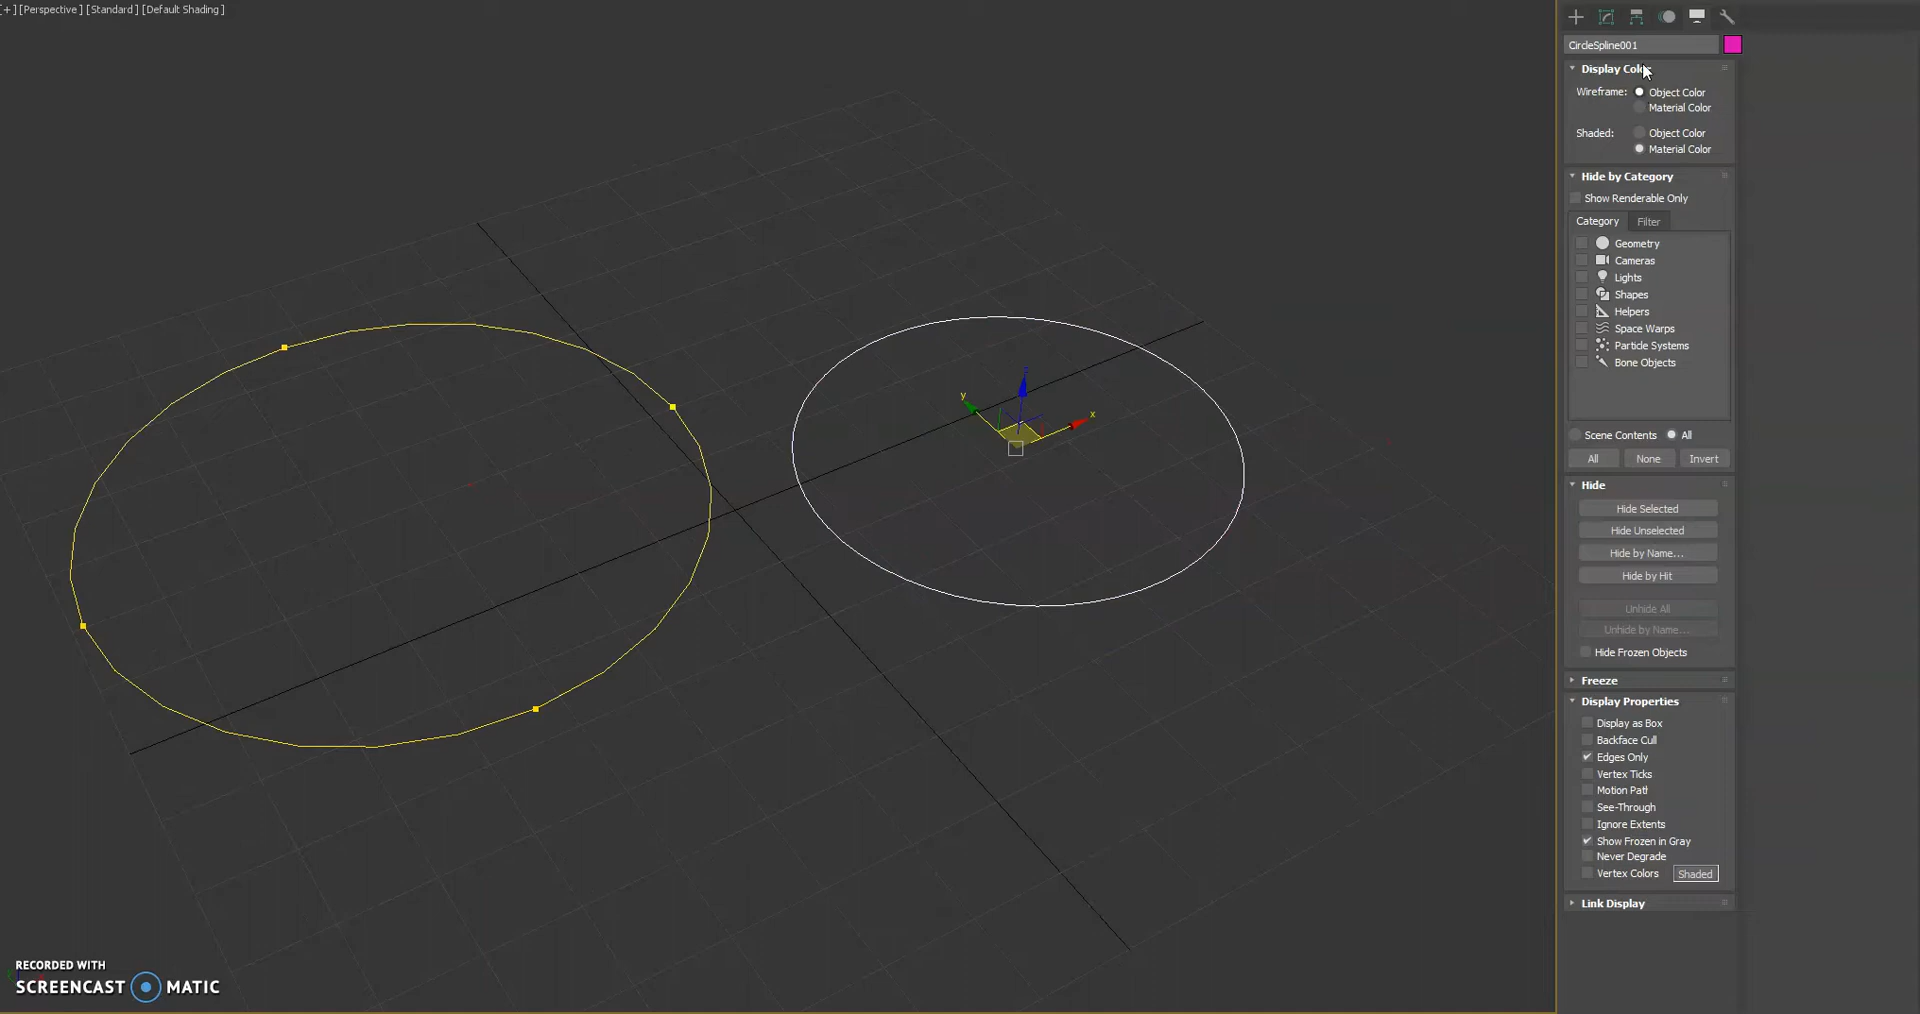 [+] [Perspective] [Standard] [Default Shading]
CircleSpline001
Display Color
Wireframe: Object Color
Material Color
Shaded: Object Color
Material Color
Hide by Category
Show Renderable Only
Category Filter
Geometry
Cameras
Lights
Shapes
Helpers
Space Warps
Particle Systems
Bone Objects
Scene Contents All
All None Invert
Hide
Hide Selected
Hide Unselected
Hide by Name...
Hide by Hit
Unhide All
Unhide by Name...
Hide Frozen Objects
Freeze
Display Properties
Display as Box
Backface Cull
Edges Only
Vertex Ticks
Motion Path
See-Through
Ignore Extents
Show Frozen in Gray
Never Degrade
Vertex Colors Shaded
Link Display
z
y
x
RECORDED WITH
SCREENCAST MATIC